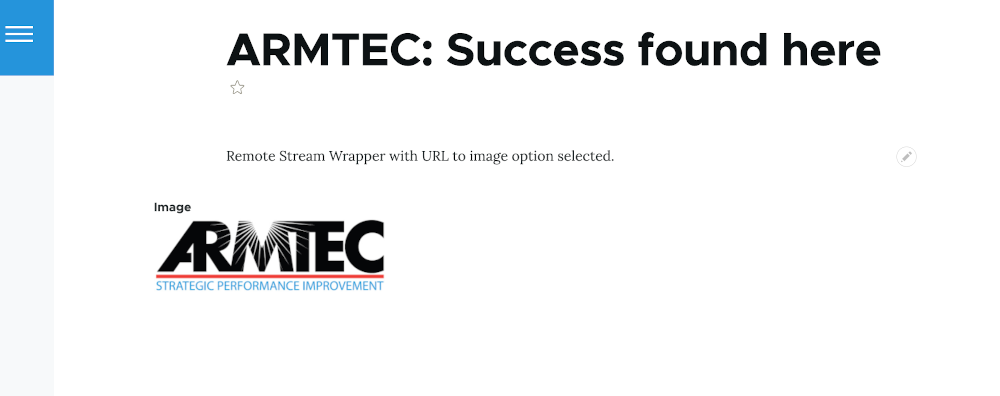 ARMTEC: Success found here
Remote Stream Wrapper with URL to image option selected.
Image
ARMTEC
STRATEGIC PERFORMANCE IMPROVEMENT